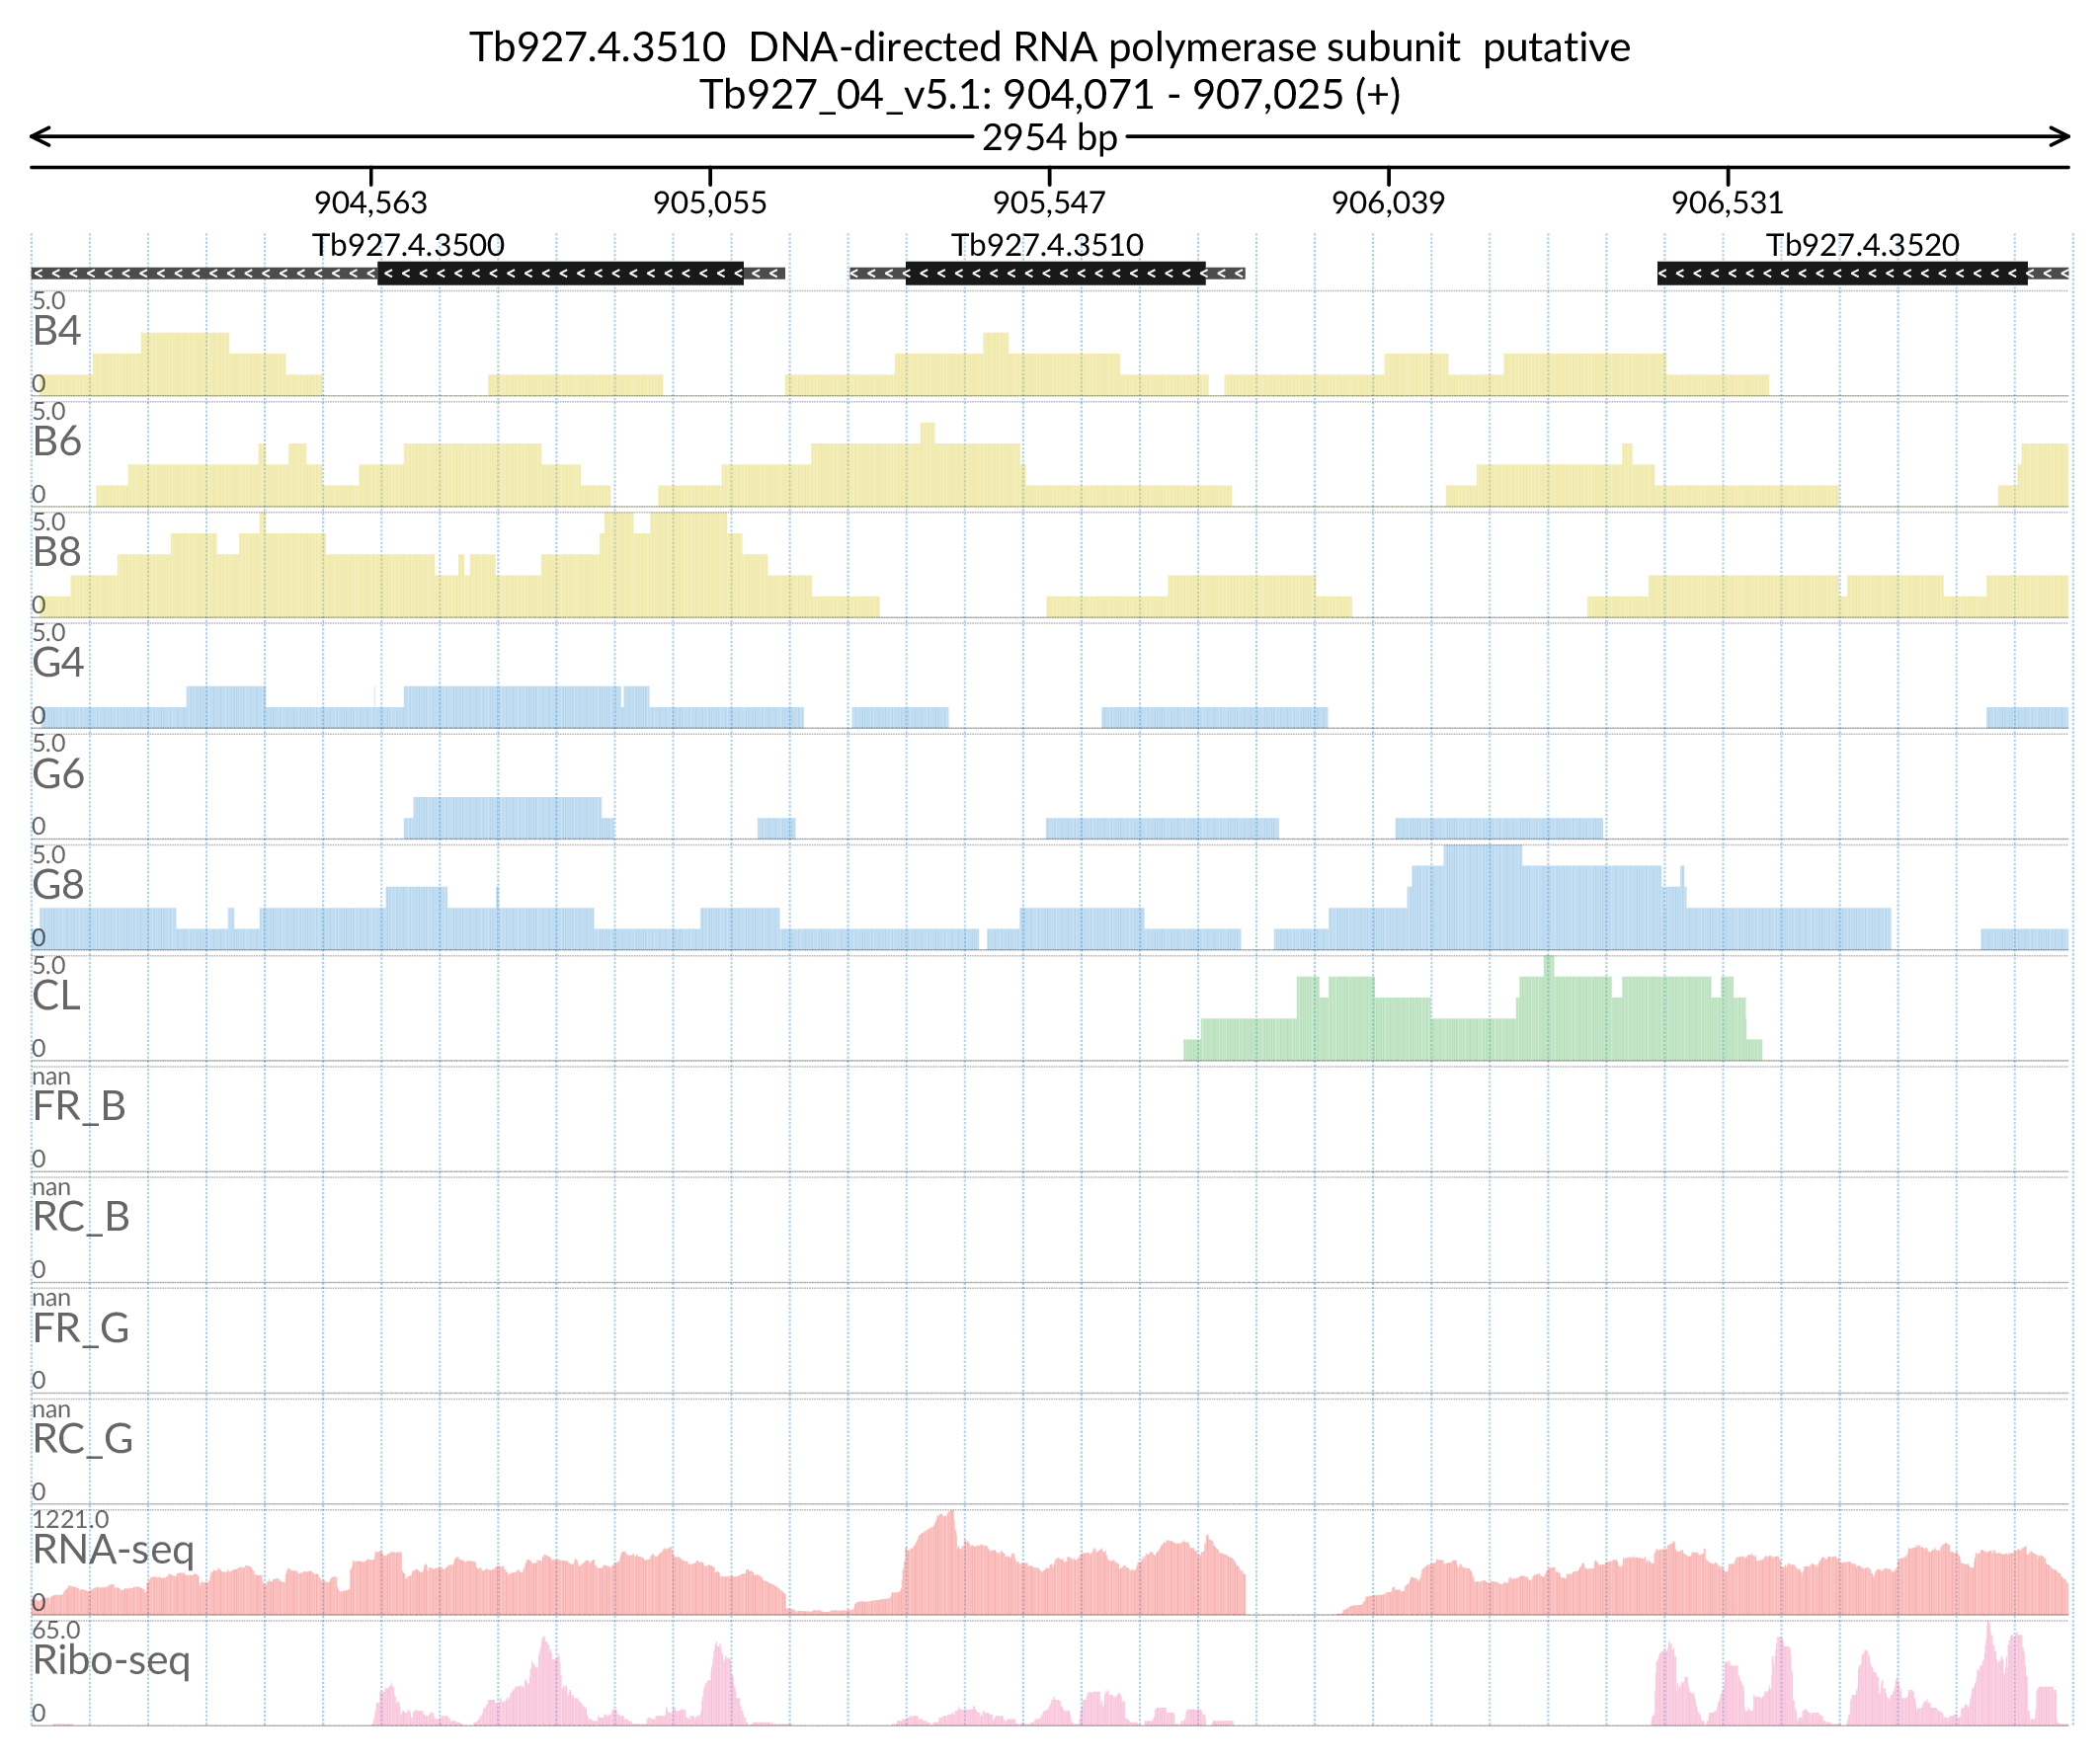 Tb927.4.3510 DNA-directed RNA polymerase subunit putative
Tb927_04_v5.1: 904,071 - 907,025 (+)
2954 bp
904,563 905,055 905,547 906,039 906,531
Tb927.4.3500 Tb927.4.3510 Tb927.4.3520
5.0
B4
0
5.0
B6
0
5.0
B8
0
5.0
G4
0
5.0
G6
0
5.0
G8
0
5.0
CL
0
nan
FR_B
0
nan
RC_B
0
nan
FR_G
0
nan
RC_G
0
1221.0
RNA-seq
0
65.0
Ribo-seq
0